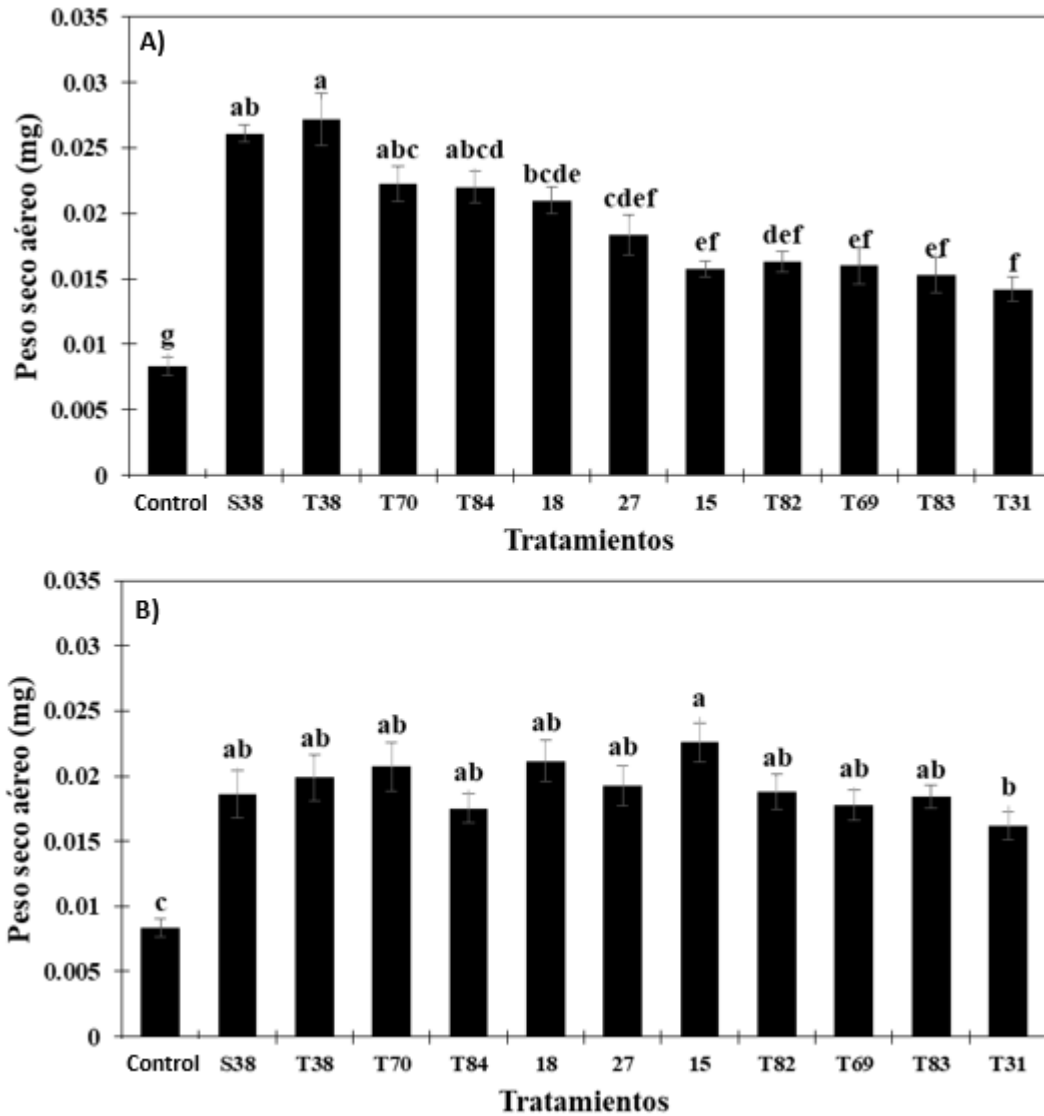 A)
Peso seco aéreo (mg)
0.035
0.03
0.025
0.02
0.015
0.01
0.005
0
g
ab
a
abc
abcd
bcde
cdef
ef
def
ef
ef
f
Control S38 T38 T70 T84 18 27 15 T82 T69 T83 T31
Tratamientos
B)
Peso seco aéreo (mg)
0.035
0.03
0.025
0.02
0.015
0.01
0.005
0
c
ab
ab
ab
ab
ab
ab
a
ab
ab
ab
b
Control S38 T38 T70 T84 18 27 15 T82 T69 T83 T31
Tratamientos